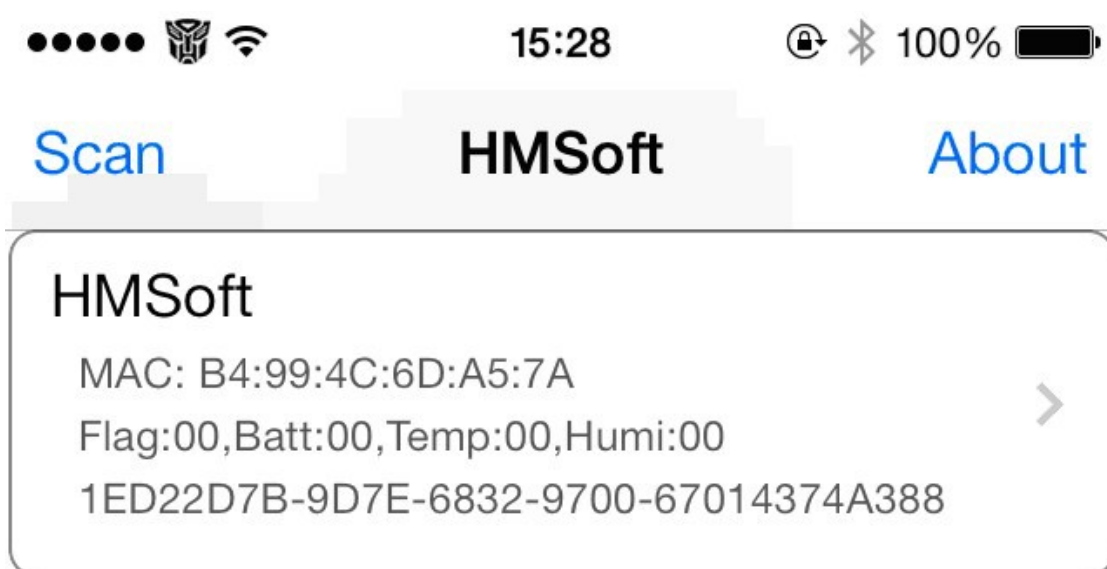 15:28 100%
Scan HMSoft About
HMSoft
MAC: B4:99:4C:6D:A5:7A
Flag:00,Batt:00,Temp:00,Humi:00
1ED22D7B-9D7E-6832-9700-67014374A388